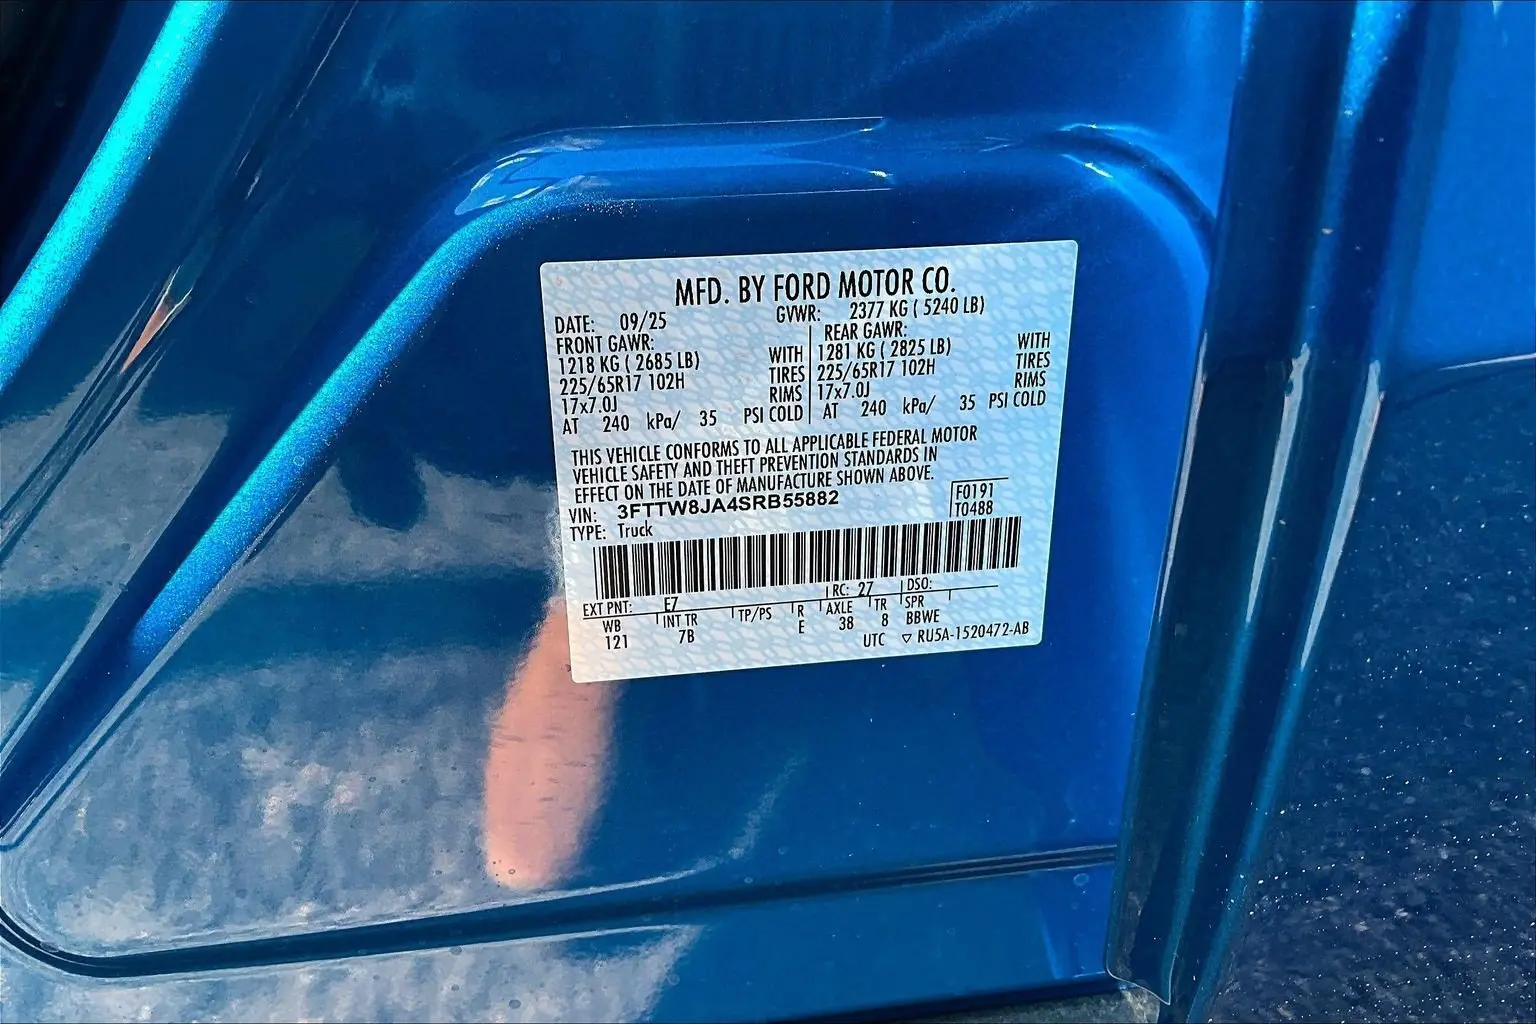 MFD. BY FORD MOTOR CO.
DATE: 09/25 GVWR: 2377 KG ( 5240 LB)
FRONT GAWR: REAR GAWR:
1218 KG ( 2685 LB) WITH 1281 KG ( 2825 LB) WITH
225/65R17 102H TIRES 225/65R17 102H TIRES
17x7.0J RIMS 17x7.0J RIMS
AT 240 kPa/ 35 PSI COLD AT 240 kPa/ 35 PSI COLD
THIS VEHICLE CONFORMS TO ALL APPLICABLE FEDERAL MOTOR
VEHICLE SAFETY AND THEFT PREVENTION STANDARDS IN
EFFECT ON THE DATE OF MANUFACTURE SHOWN ABOVE.
VIN: 3FTTW8JA4SRB55882 F0191
TYPE: Truck T0488
EXT PNT: E7 RC: 27 DSO:
WB INT TR TP/PS R AXLE TR SPR
121 7B E 38 8 BBWE
UTC ▽ RU5A-1520472-AB